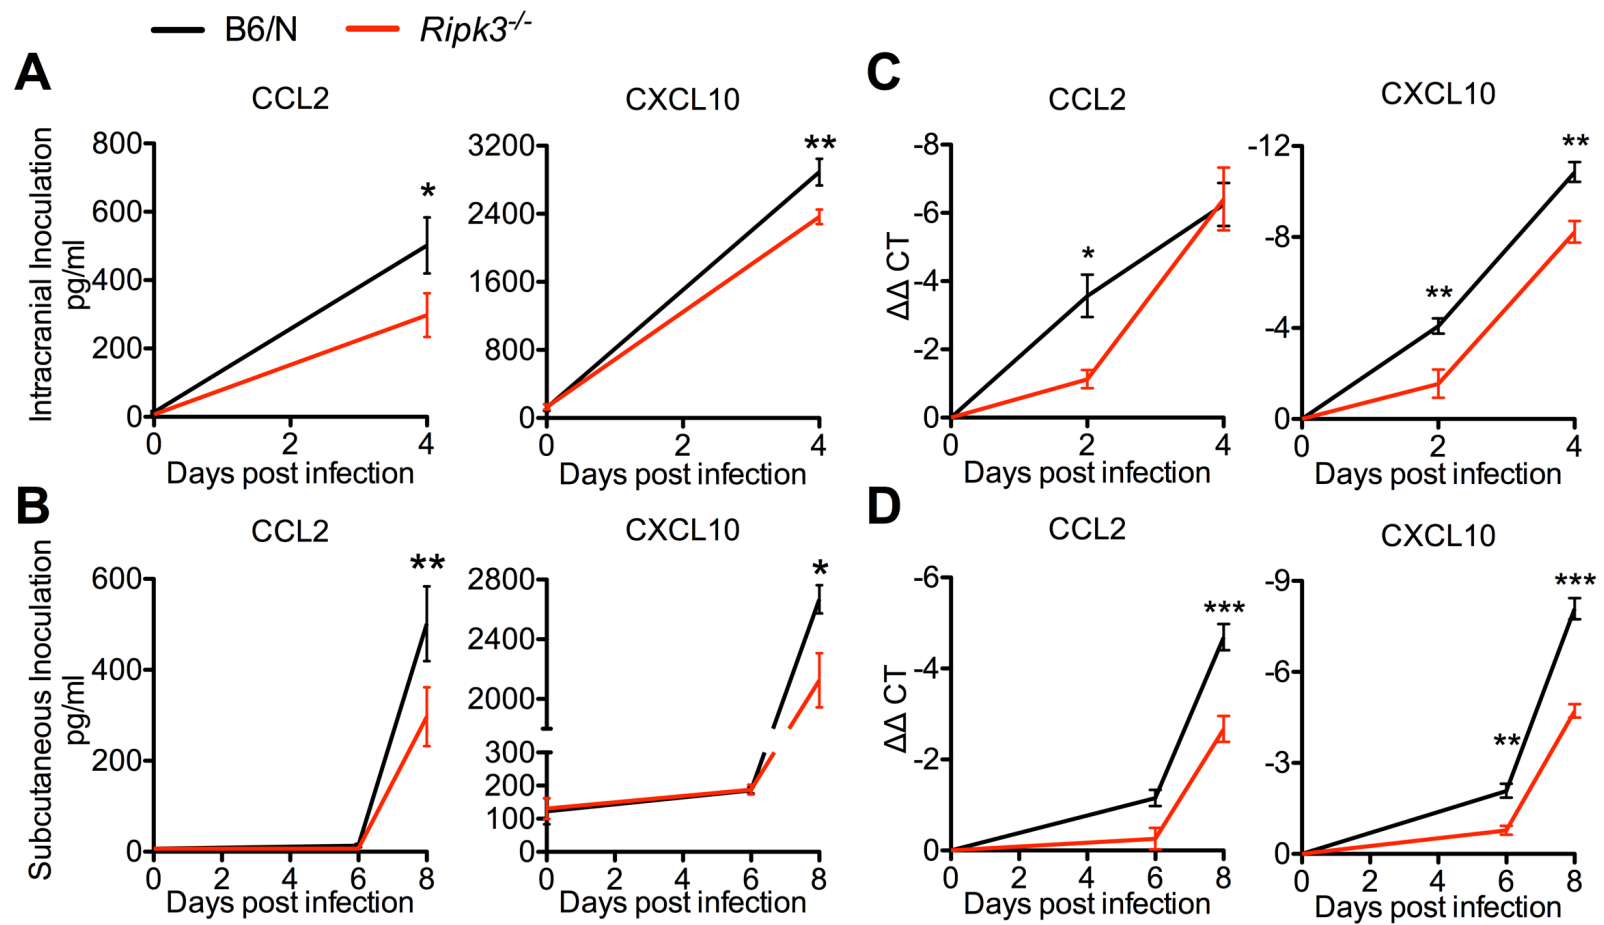 B6/N Ripk3-/-
A
CCL2
CXCL10
Intracranial Inoculation
pg/ml
800
600
400
200
0
0 2 4
Days post infection
**
*
3200
2400
1600
800
0
0 2 4
Days post infection
C
CCL2
CXCL10
ΔΔ CT
-8
-6
-4
-2
0
*
0 2 4
Days post infection
-12
-8
-4
0
**
**
0 2 4
Days post infection
B
CCL2
CXCL10
Subcutaneous Inoculation
pg/ml
600
400
200
0
**
0 2 4 6 8
Days post infection
2800
2400
2000
300
200
100
0
*
0 2 4 6 8
Days post infection
D
CCL2
CXCL10
ΔΔ CT
-6
-4
-2
0
***
0 2 4 6 8
Days post infection
-9
-6
-3
0
***
**
0 2 4 6 8
Days post infection